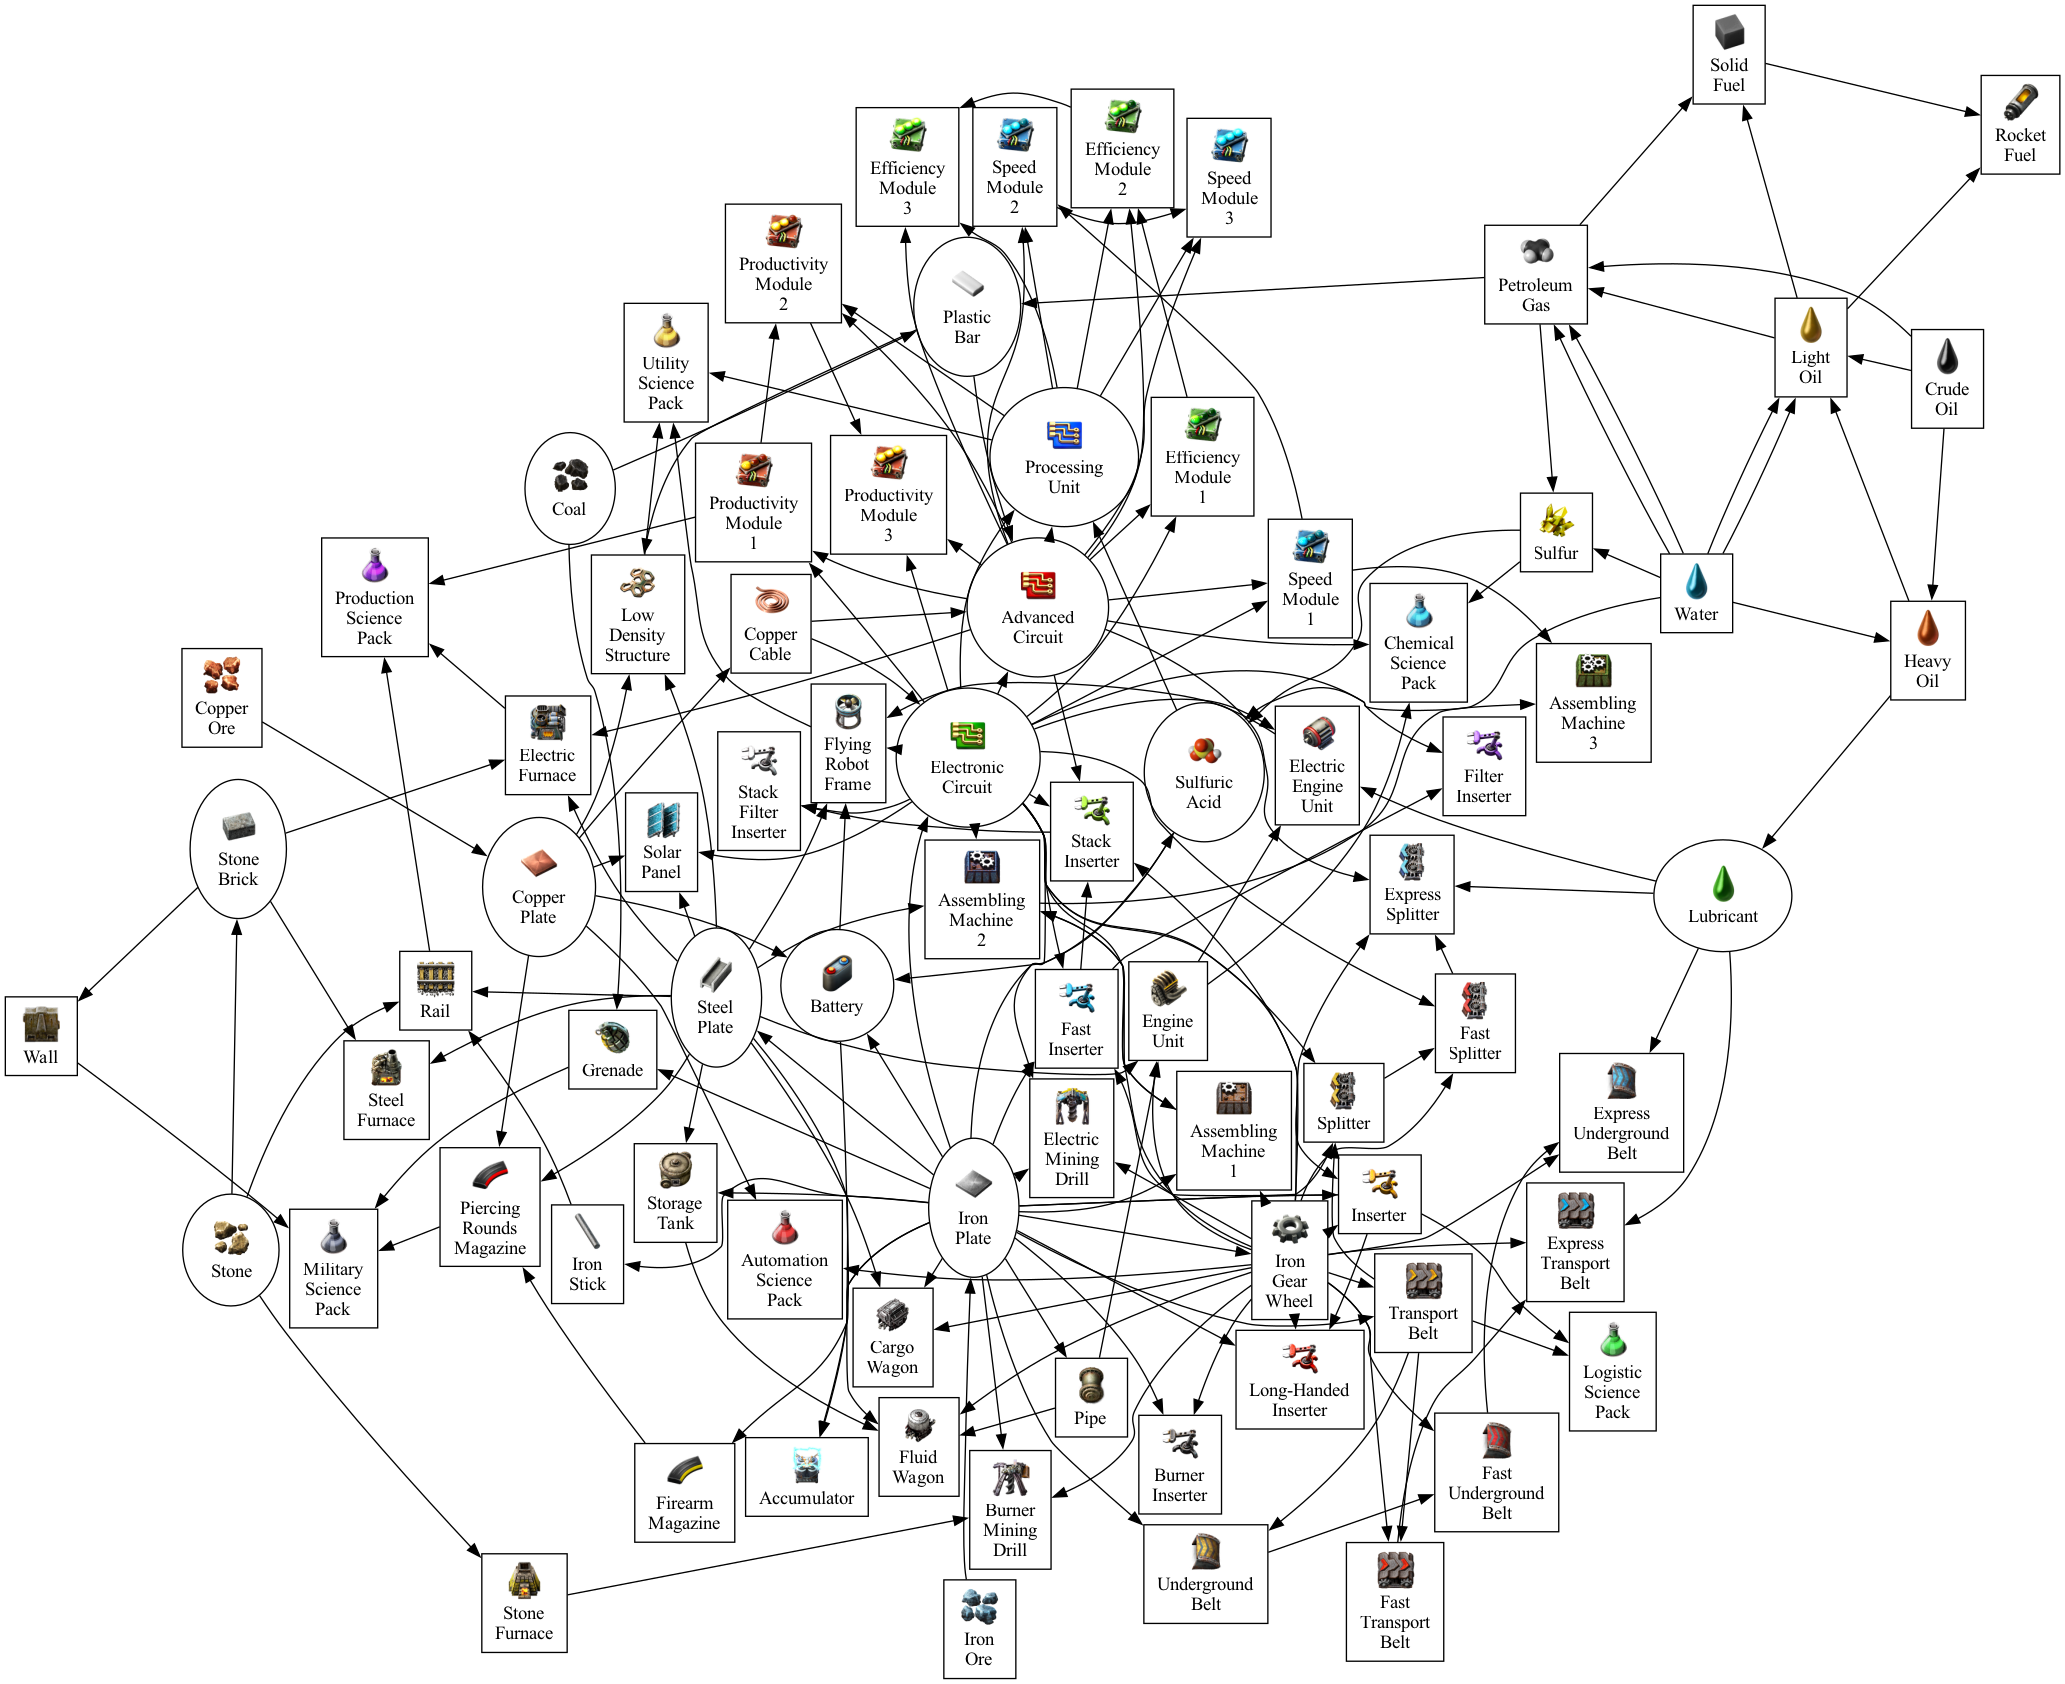 Solid
Fuel
Rocket
Fuel
Efficiency
Module
3
Speed
Module
2
Efficiency
Module
2
Speed
Module
3
Productivity
Module
2
Plastic
Bar
Petroleum
Gas
Light
Oil
Crude
Oil
Utility
Science
Pack
Coal
Productivity
Module
1
Productivity
Module
3
Processing
Unit
Efficiency
Module
1
Speed
Module
1
Sulfur
Water
Heavy
Oil
Production
Science
Pack
Low
Density
Structure
Copper
Cable
Advanced
Circuit
Chemical
Science
Pack
Assembling
Machine
3
Copper
Ore
Electric
Furnace
Stack
Filter
Inserter
Flying
Robot
Frame
Electronic
Circuit
Sulfuric
Acid
Electric
Engine
Unit
Filter
Inserter
Stone
Brick
Copper
Plate
Solar
Panel
Assembling
Machine
2
Stack
Inserter
Express
Splitter
Lubricant
Wall
Rail
Steel
Furnace
Grenade
Steel
Plate
Battery
Fast
Inserter
Engine
Unit
Fast
Splitter
Splitter
Electric
Mining
Drill
Assembling
Machine
1
Express
Underground
Belt
Stone
Military
Science
Pack
Piercing
Rounds
Magazine
Iron
Stick
Storage
Tank
Automation
Science
Pack
Iron
Plate
Iron
Gear
Wheel
Inserter
Express
Transport
Belt
Cargo
Wagon
Transport
Belt
Long-Handed
Inserter
Logistic
Science
Pack
Firearm
Magazine
Accumulator
Fluid
Wagon
Pipe
Burner
Mining
Drill
Burner
Inserter
Fast
Underground
Belt
Stone
Furnace
Iron
Ore
Underground
Belt
Fast
Transport
Belt